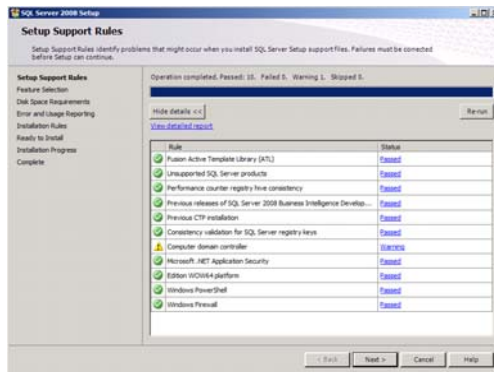 SQL Server 2008 Setup
Setup Support Rules
Setup Support Rules identify problems that might occur when you install SQL Server Setup support files. Failures must be corrected
before Setup can continue.
Setup Support Rules
Feature Selection
Disk Space Requirements
Error and Usage Reporting
Installation Rules
Ready to Install
Installation Progress
Complete
Operation completed. Passed: 10. Failed 0. Warning 1. Skipped 0.
Hide details <<
Re-run
View detailed report
Rule Status
Fusion Active Template Library (ATL) Passed
Unsupported SQL Server products Passed
Performance counter registry hive consistency Passed
Previous releases of SQL Server 2008 Business Intelligence Develop... Passed
Previous CTP installation Passed
Consistency validation for SQL Server registry keys Passed
Computer domain controller Warning
Microsoft .NET Application Security Passed
Edition WOW64 platform Passed
Windows PowerShell Passed
Windows Firewall Passed
< Back Next > Cancel Help